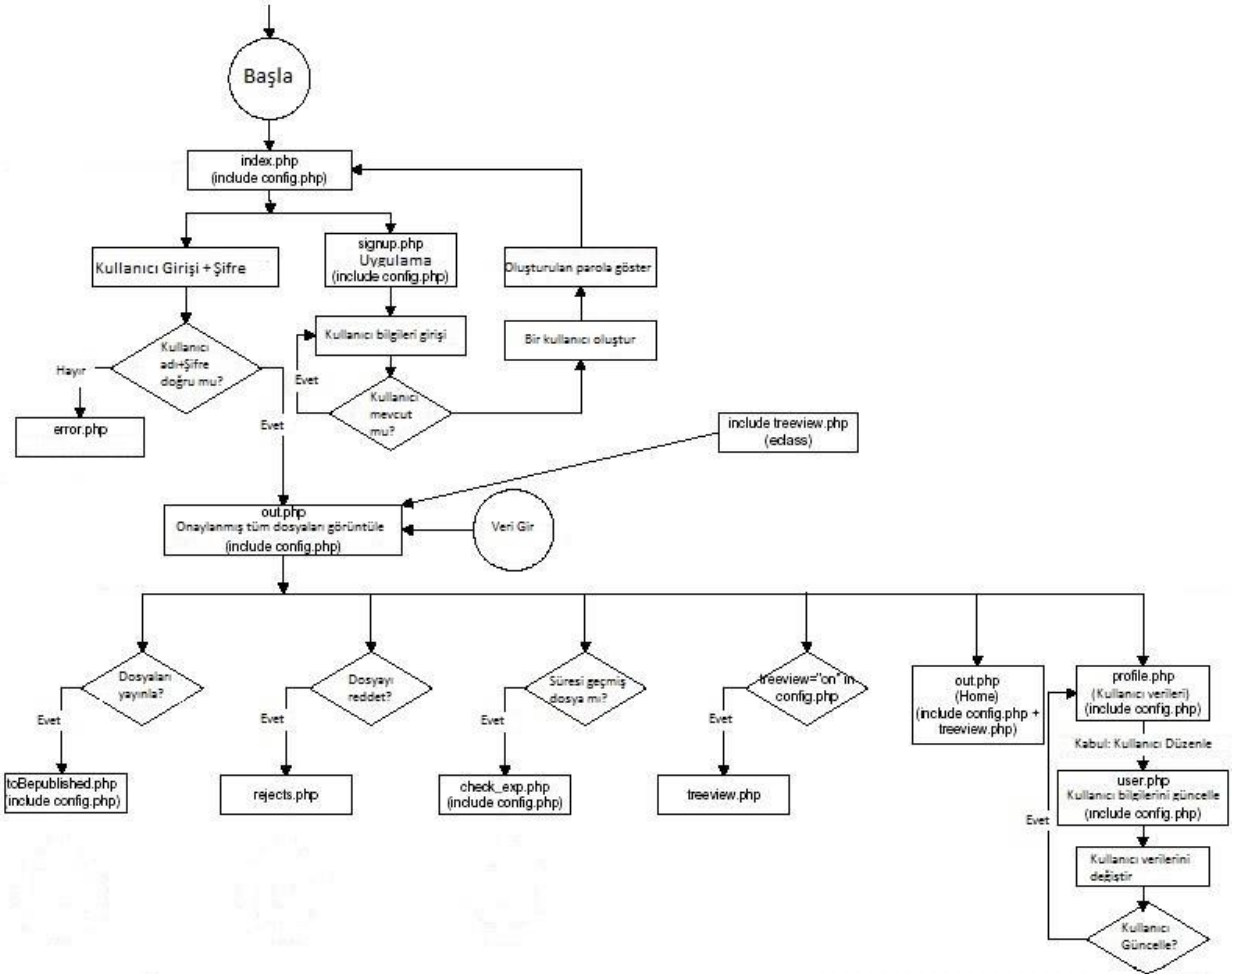 Başla
index.php
(include config.php)
Kullanıcı Girişi + Şifre
signup.php
Uygulama
(include config.php)
Oluşturulan parola göster
Kullanıcı bilgileri girişi
Bir kullanıcı oluştur
Kullanıcı
adı+Şifre
doğru mu?
Hayır
Evet
Kullanıcı
mevcut
mu?
Evet
error.php
include treeview.php
(eclass)
out.php
Onaylanmış tüm dosyaları görüntüle
(include config.php)
Veri Gir
Dosyaları
yayınla?
Dosyayı
reddet?
Süresi geçmiş
dosya mı?
treeview="on" in
config.php
out.php
(Home)
(include config.php +
treeview.php)
profile.php
(Kullanıcı verileri)
(include config.php)
Evet
Evet
Evet
Evet
Kabul: Kullanıcı Düzenle
toBepublished.php
(include config.php)
rejects.php
check_exp.php
(include config.php)
treeview.php
user.php
Kullanıcı bilgilerini güncelle
(include config.php)
Evet
Kullanıcı verilerini
değiştir
Kullanıcı
Güncelle?